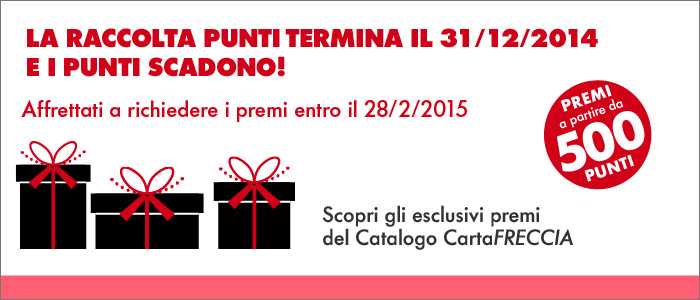 LA RACCOLTA PUNTI TERMINA IL 31/12/2014
E I PUNTI SCADONO!
Affrettati a richiedere i premi entro il 28/2/2015
PREMI
a partire da
500
PUNTI
Scopri gli esclusivi premi
del Catalogo CartaFRECCIA